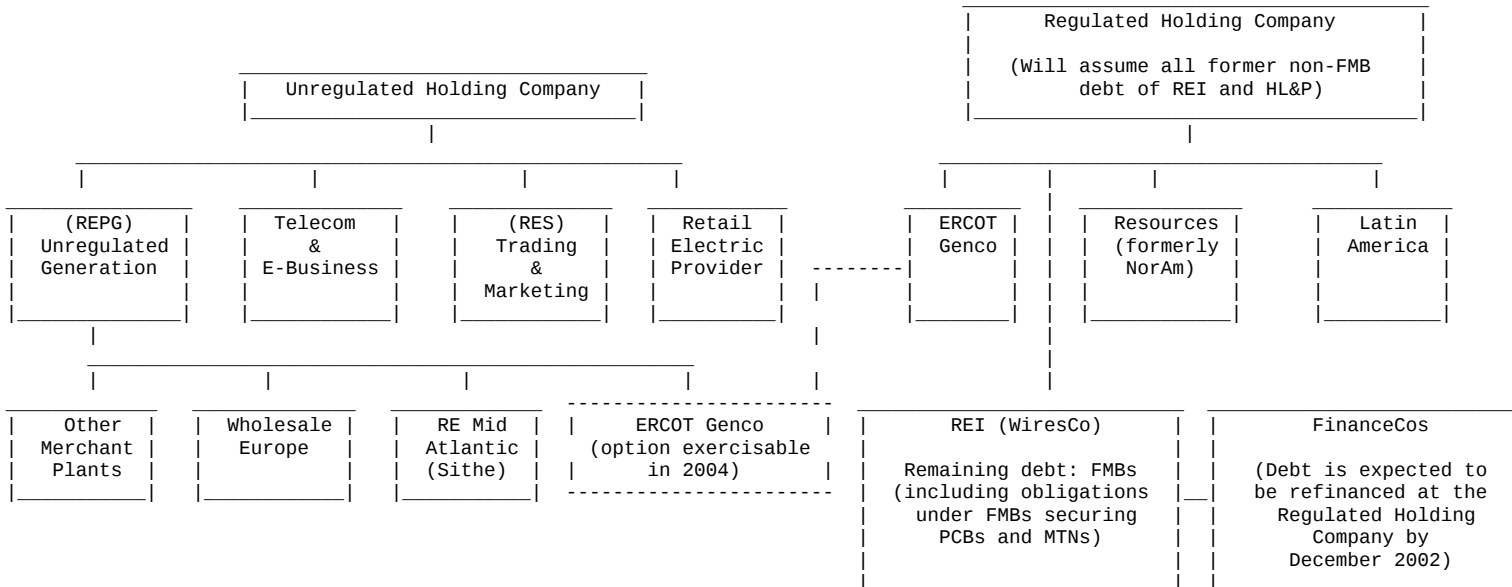 Regulated Holding Company
(Will assume all former non-FMB
debt of REI and HL&P)
Unregulated Holding Company
(REPG)
Unregulated
Generation
Telecom
&
E-Business
(RES)
Trading
&
Marketing
Retail
Electric
Provider
ERCOT
Genco
Resources
(formerly
NorAm)
Latin
America
Other
Merchant
Plants
Wholesale
Europe
RE Mid
Atlantic
(Sithe)
ERCOT Genco
(option exercisable
in 2004)
REI (WiresCo)
Remaining debt: FMBs
(including obligations
under FMBs securing
PCBs and MTNs)
FinanceCos
(Debt is expected to
be refinanced at the
Regulated Holding
Company by
December 2002)